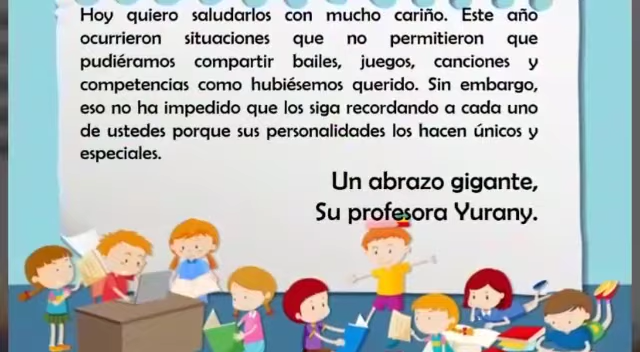 Hoy quiero saludarlos con mucho cariño. Este año
ocurrieron situaciones que no permitieron que
pudiéramos compartir bailes, juegos, canciones y
competencias como hubiésemos querido. Sin embargo,
eso no ha impedido que los siga recordando a cada uno
de ustedes porque sus personalidades los hacen únicos y
especiales.
Un abrazo gigante,
Su profesora Yurany.